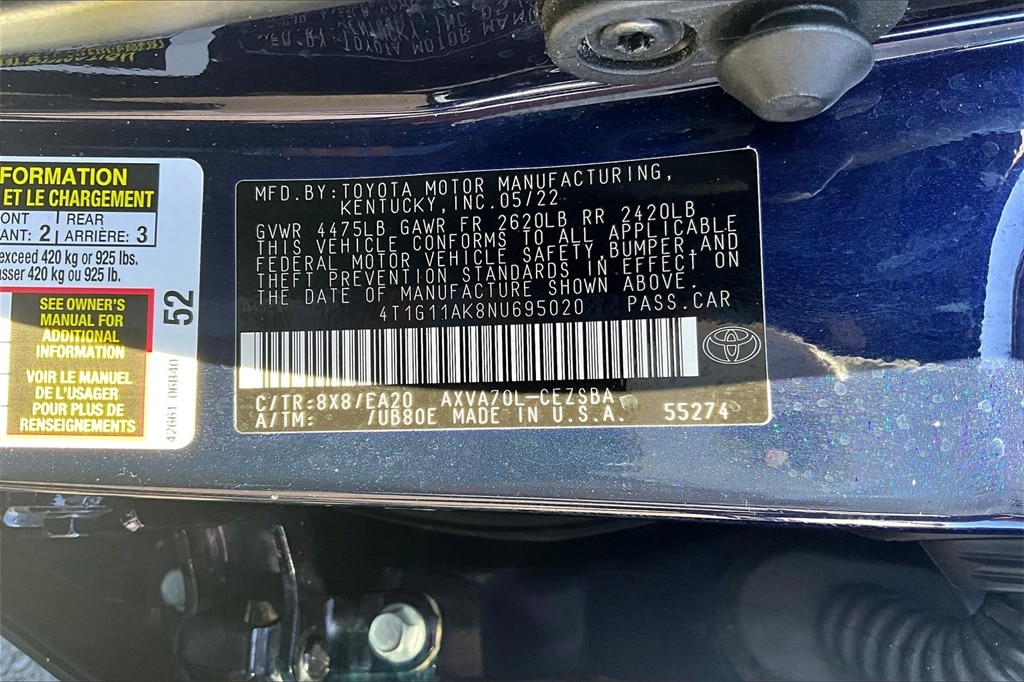 FORMATION
ET LE CHARGEMENT
ONT
ANT: 2
REAR
ARRIÈRE: 3
exceed 420 kg or 925 lbs.
asser 420 kg ou 925 lb.
SEE OWNER'S
MANUAL FOR
ADDITIONAL
INFORMATION
VOIR LE MANUEL
DE L'USAGER
POUR PLUS DE
RENSEIGNEMENTS
52
42661 06B40
MFD.BY:TOYOTA MOTOR MANUFACTURING,
KENTUCKY,INC.05/22
GVWR 4475LB GAWR FR 2620LB RR 2420LB
THIS VEHICLE CONFORMS TO ALL APPLICABLE
FEDERAL MOTOR VEHICLE SAFETY,BUMPER,AND
THEFT PREVENTION STANDARDS IN EFFECT ON
THE DATE OF MANUFACTURE SHOWN ABOVE.
4T1G11AK8NU695020 PASS.CAR
C/TR:8X8/EA20 AXVA70L-CEZSBA
A/TM: /UB80E MADE IN U.S.A. 55274